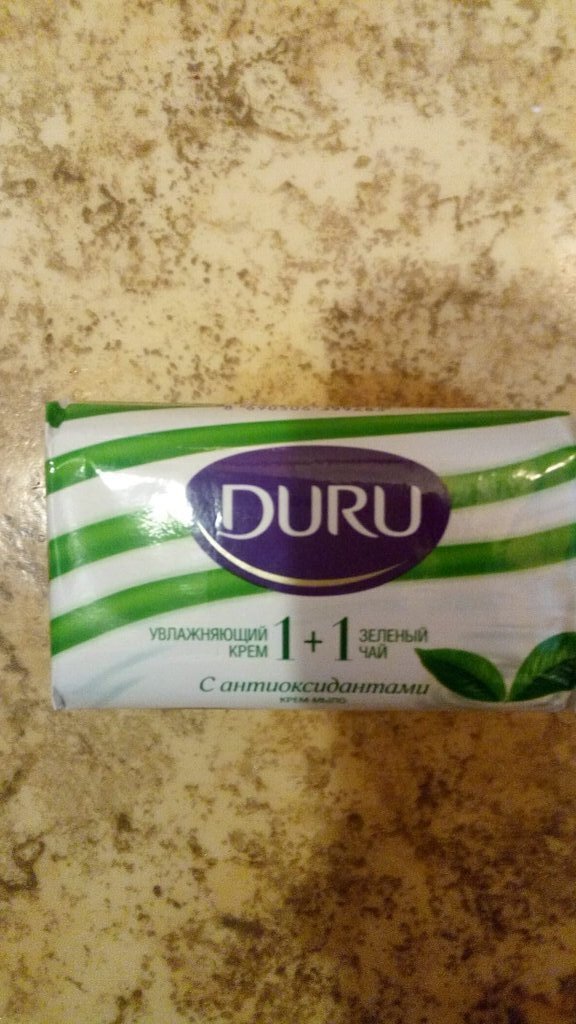 DURU
УВЛАЖНЯЮЩИЙ КРЕМ 1+1 ЗЕЛЕНЫЙ ЧАЙ
С антиоксидантами
КРЕМ-МЫЛО